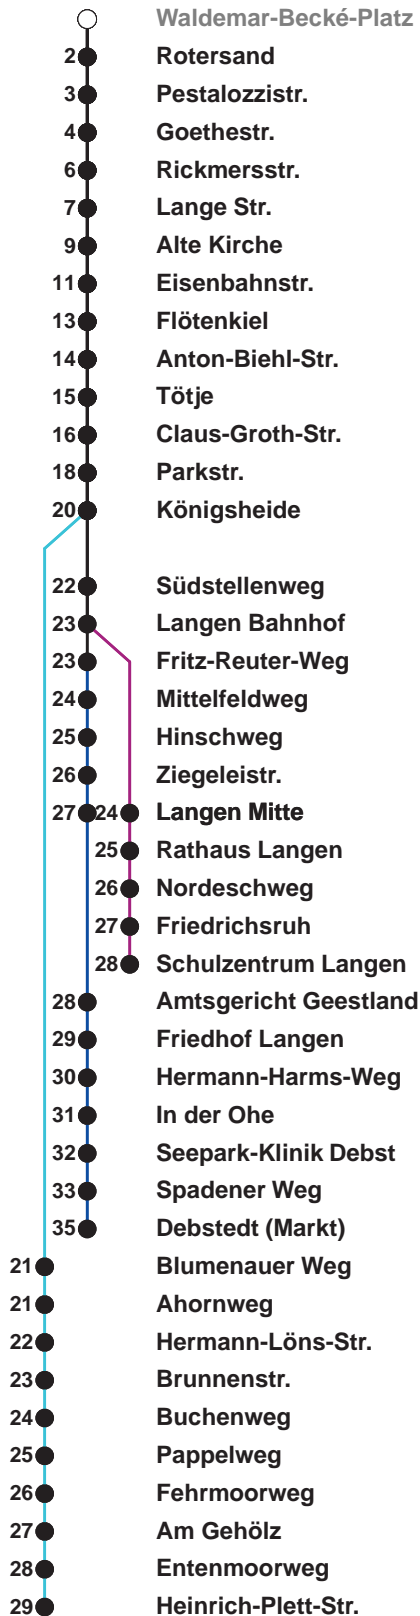 Waldemar-Becké-Platz
2 Rotersand
3 Pestalozzistr.
4 Goethestr.
6 Rickmersstr.
7 Lange Str.
9 Alte Kirche
11 Eisenbahnstr.
13 Flötenkiel
14 Anton-Biehl-Str.
15 Tötje
16 Claus-Groth-Str.
18 Parkstr.
20 Königsheide
22 Südstellenweg
23 Langen Bahnhof
23 Fritz-Reuter-Weg
24 Mittelfeldweg
25 Hinschweg
26 Ziegeleistr.
27 24 Langen Mitte
25 Rathaus Langen
26 Nordeschweg
27 Friedrichsruh
28 Schulzentrum Langen
28 Amtsgericht Geestland
29 Friedhof Langen
30 Hermann-Harms-Weg
31 In der Ohe
32 Seepark-Klinik Debst
33 Spadener Weg
35 Debstedt (Markt)
21 Blumenauer Weg
21 Ahornweg
22 Hermann-Löns-Str.
23 Brunnenstr.
24 Buchenweg
25 Pappelweg
26 Fehrmoorweg
27 Am Gehölz
28 Entenmoorweg
29 Heinrich-Plett-Str.